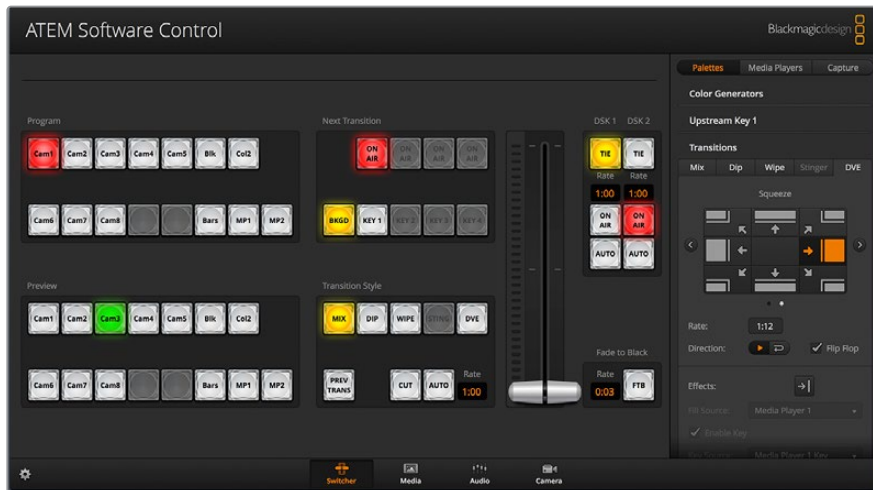 ATEM Software Control
Blackmagicdesign
Palettes Media Players Capture
Color Generators
Upstream Key 1
Transitions
Mix Dip Wipe Stinger DVE
Squeeze
Rate: 1:12
Direction: Flip Flop
Effects:
Fill Source: Media Player 1
Enable Key
Key Source: Media Player 1 Key
Program
Cam1 Cam2 Cam3 Cam4 Cam5 Blk Col2
Cam6 Cam7 Cam8 Bars MP1 MP2
Next Transition
ON AIR ON AIR ON AIR ON AIR
BKGD KEY 1 KEY 2 KEY 3 KEY 4
DSK 1 DSK 2
TIE TIE
Rate Rate
1:00 1:00
ON AIR ON AIR
AUTO AUTO
Preview
Cam1 Cam2 Cam3 Cam4 Cam5 Blk Col2
Cam6 Cam7 Cam8 Bars MP1 MP2
Transition Style
MIX DIP WIPE STING DVE
PREV TRANS CUT AUTO Rate 1:00
Fade to Black
Rate
0:03 FTB
Switcher Media Audio Camera